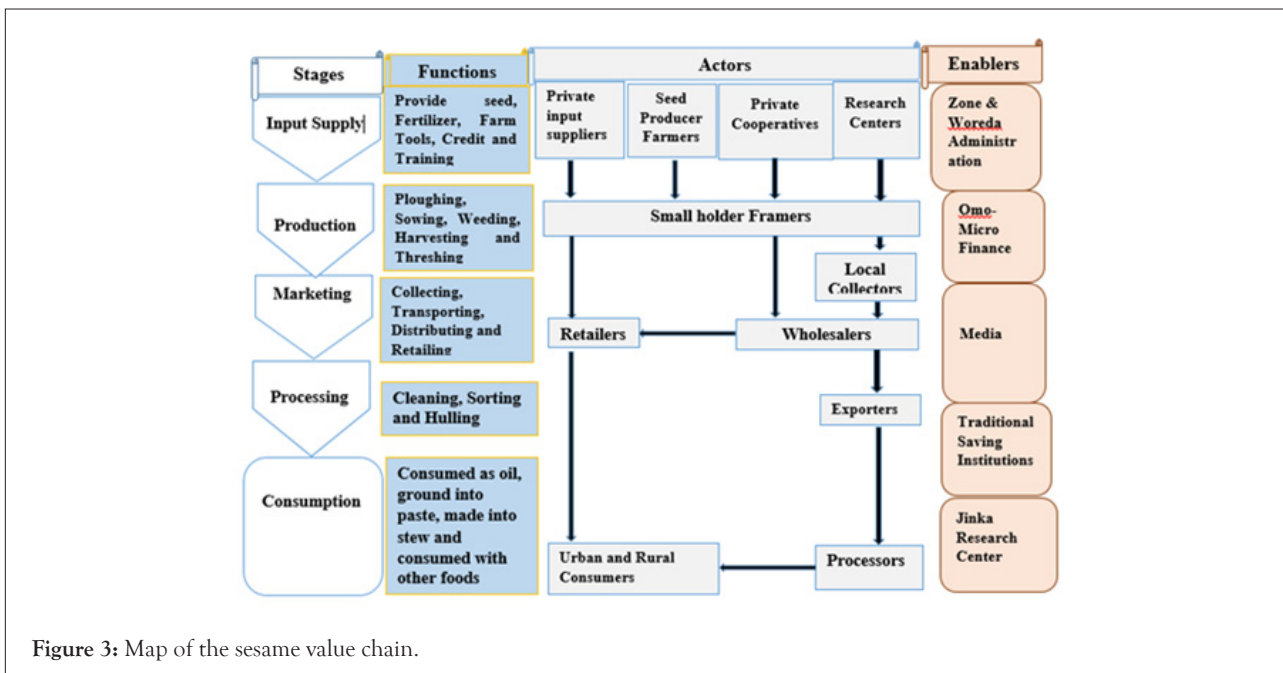 Stages
Functions
Actors
Enablers
Input Supply
Provide seed,
Fertilizer, Farm
Tools, Credit and
Training
Private
input
suppliers
Seed
Producer
Farmers
Private
Cooperatives
Research
Centers
Zone &
Woreda
Administr
ation
Production
Ploughing,
Sowing, Weeding,
Harvesting and
Threshing
Small holder Framers
Omo-
Micro
Finance
Local
Collectors
Marketing
Collecting,
Transporting,
Distributing and
Retailing
Retailers
Wholesalers
Media
Processing
Cleaning, Sorting
and Hulling
Exporters
Traditional
Saving
Institutions
Consumption
Consumed as oil,
ground into
paste, made into
stew and
consumed with
other foods
Urban and Rural
Consumers
Processors
Jinka
Research
Center
Figure 3: Map of the sesame value chain.